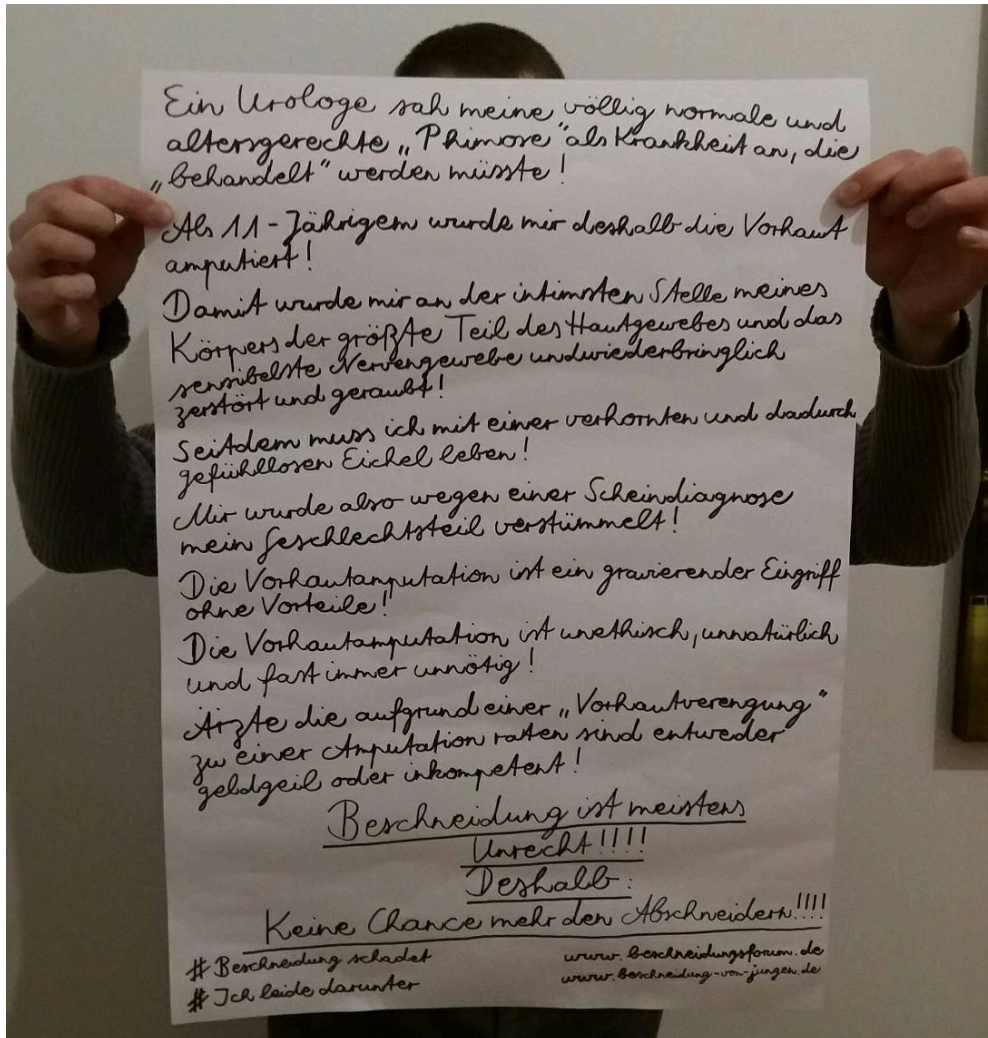 Ein Urologe sah meine völlig normale und
altersgerechte „Phimose" als Krankheit an, die
„behandelt" werden müsste!
Als 11-Jährigem wurde mir deshalb die Vorhaut
amputiert!
Damit wurde mir an der intimsten Stelle meines
Körpers der größte Teil des Hautgewebes und das
sensibelste Nervengewebe undwiederbringlich
zerstört und geraubt!
Seitdem muss ich mit einer verhornten und dadurch
gefühllosen Eichel leben!
Mir wurde also wegen einer Scheindiagnose
mein Geschlechtsteil verstümmelt!
Die Vorhautamputation ist ein gravierender Eingriff
ohne Vorteile!
Die Vorhautamputation ist unethisch, unnatürlich
und fast immer unnötig!
Ärzte die aufgrund einer „Vorhautverengung"
zu einer Amputation raten sind entweder
geldgeil oder inkompetent!
Beschneidung ist meistens
Unrecht!!!!
Deshalb:
Keine Chance mehr den Abschneidern!!!!
# Beschneidung schadet
# Ich leide darunter
www.beschneidungsforum.de
www.beschneidung-von-jungen.de